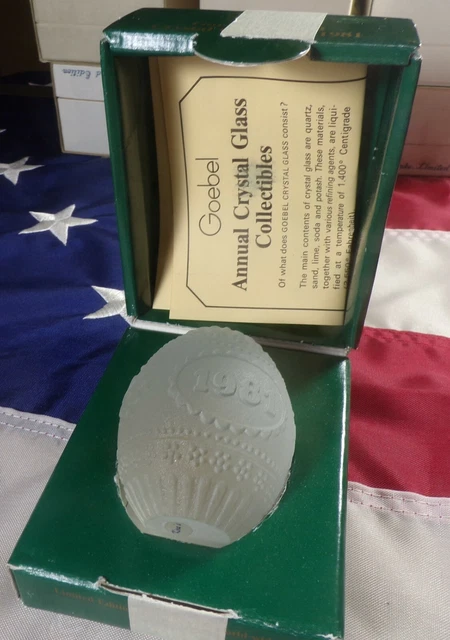 Goebel
Annual Crystal Glass
Collectibles
Of what does GOEBEL CRYSTAL GLASS consist?
The main contents of crystal glass are quartz,
sand, lime, soda and potash. These materials,
together with various refining agents, are liqui-
fied at a temperature of 1.400° Centigrade
Edition